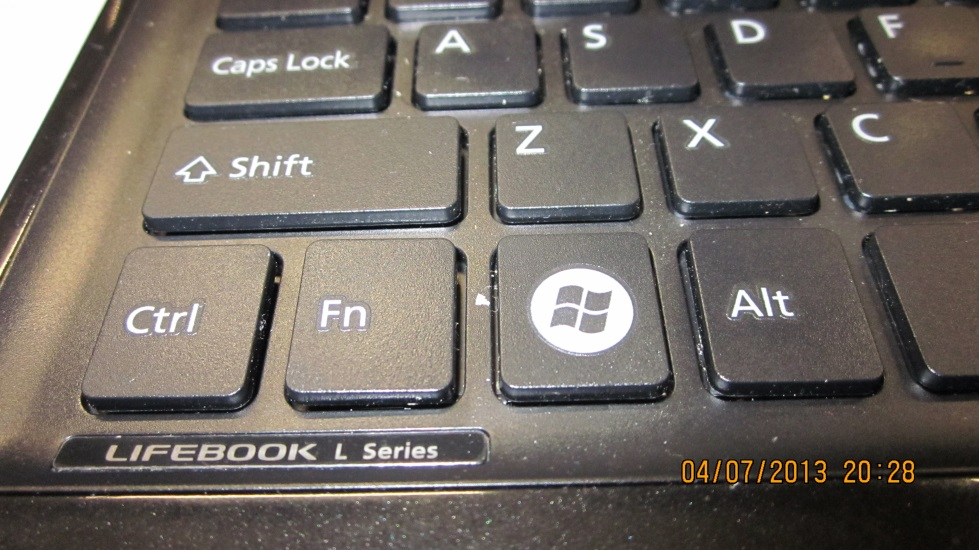 Caps Lock A S D F
Shift Z X C
Ctrl Fn Alt
LIFEBOOK L Series
04/07/2013 20:28